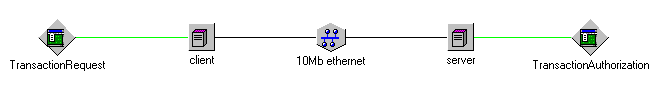 TransactionRequest
client
10Mb ethernet
server
TransactionAuthorization